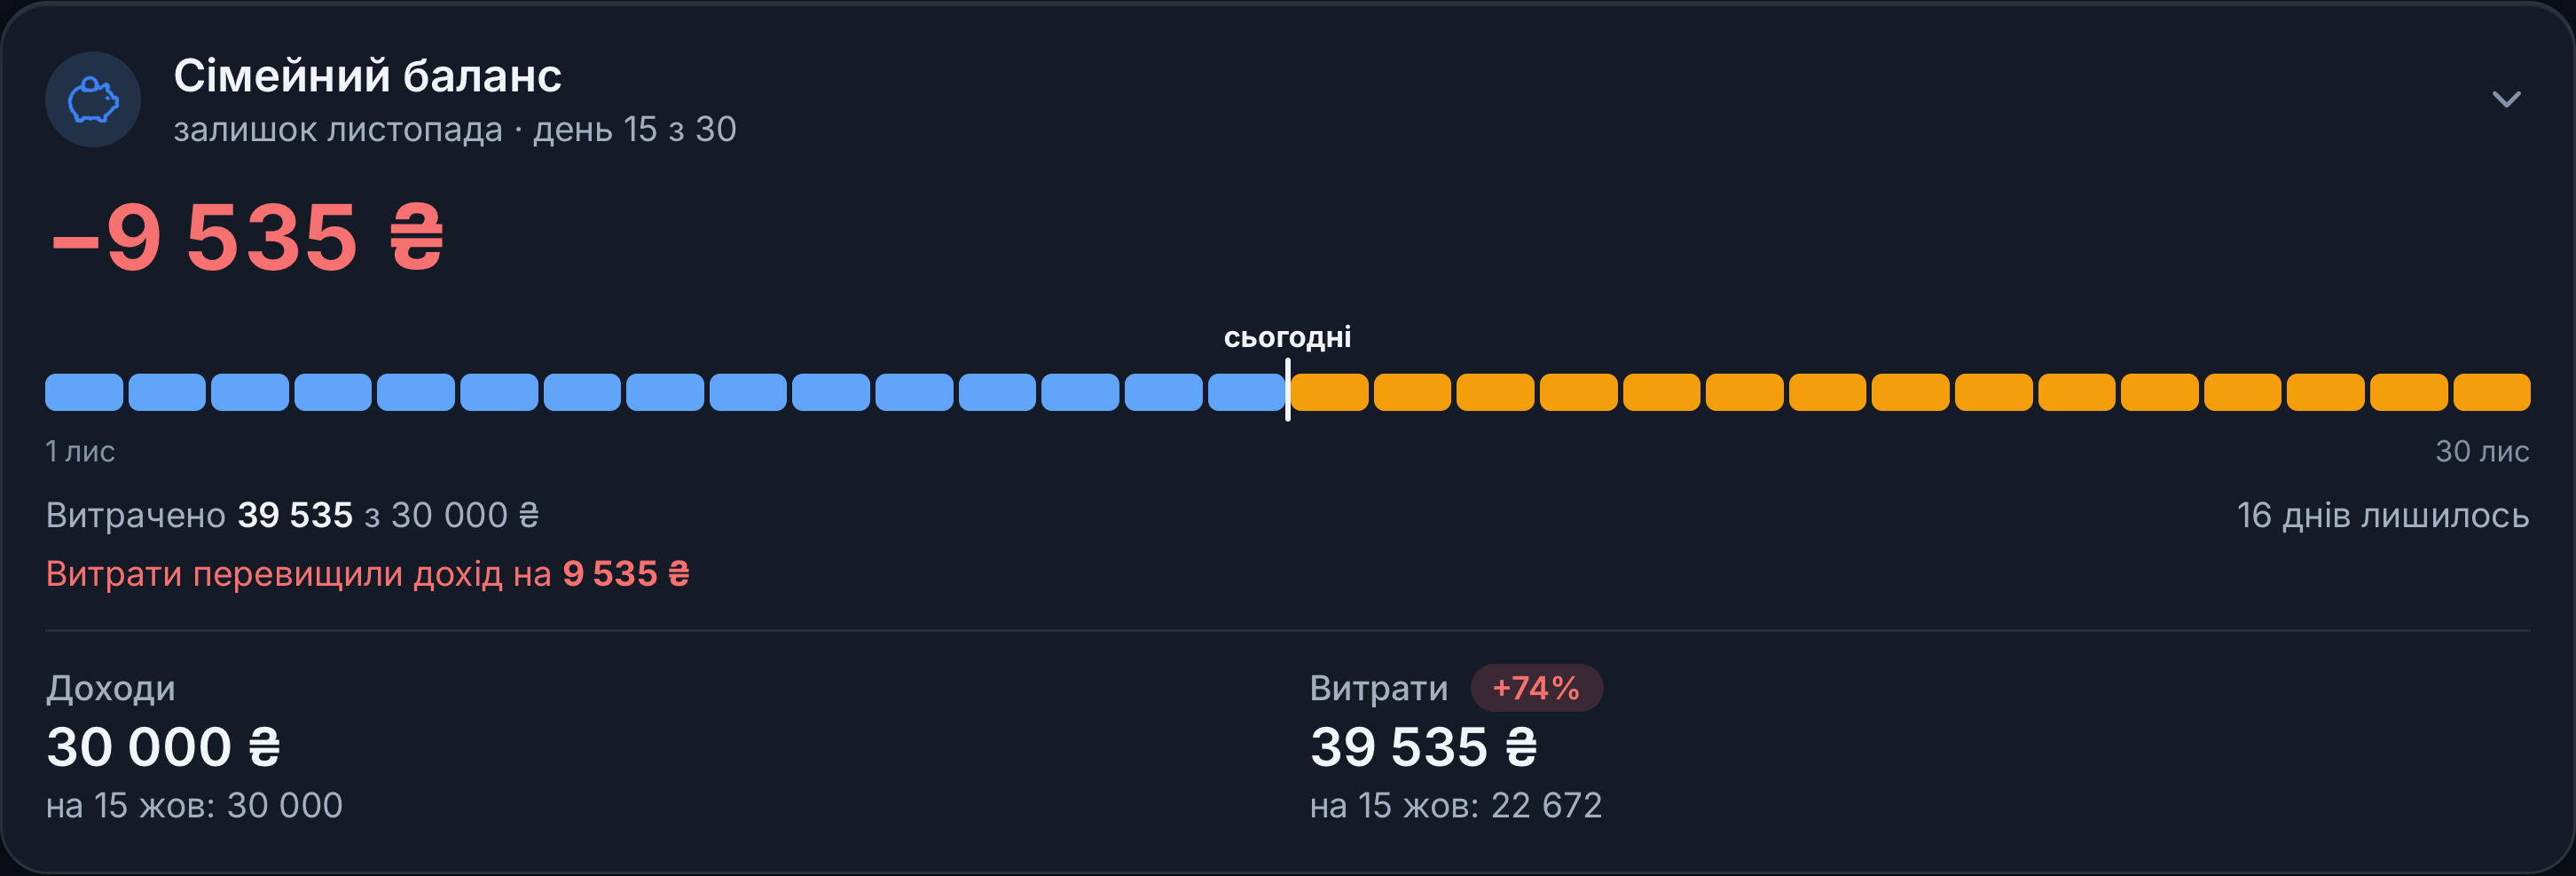 Сімейний баланс
залишок листопада · день 15 з 30
−9 535 ₴
сьогодні
1 лис
30 лис
Витрачено 39 535 з 30 000 ₴
16 днів лишилось
Витрати перевищили дохід на 9 535 ₴
Доходи
30 000 ₴
на 15 жов: 30 000
Витрати +74%
39 535 ₴
на 15 жов: 22 672